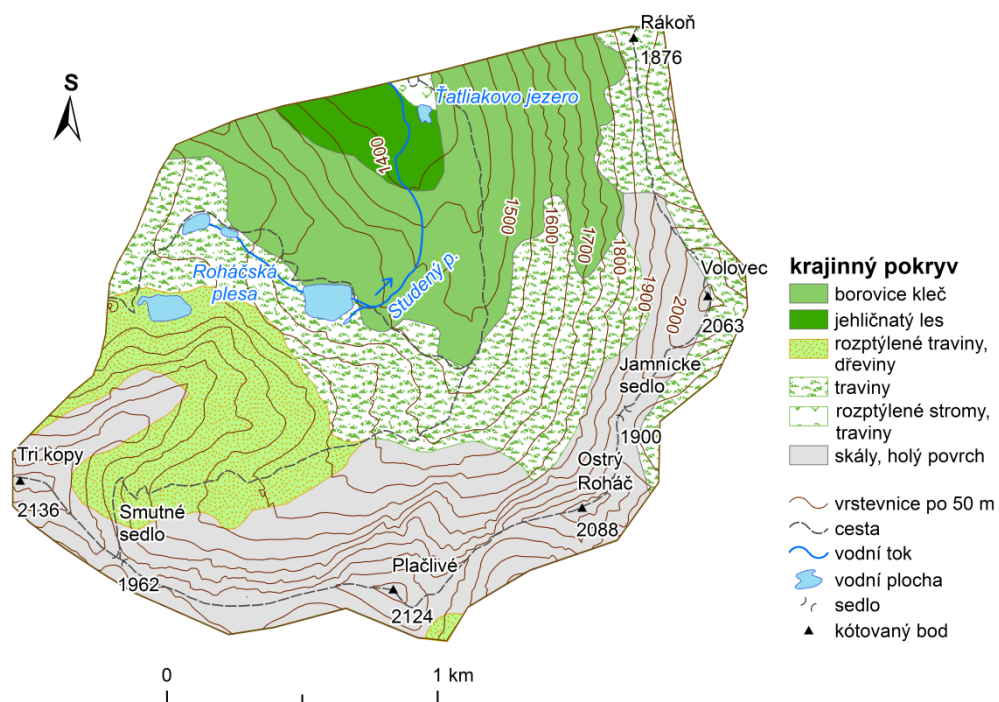 Rákoň
1876
S
Ťatliakovo jezero
1400
1500
1600
1700
1800
1900
2000
Roháčska
plesa
Studený p.
Volovec
2063
Jamnícke
sedlo
1900
Tri kopy
2136
Smutné
sedlo
1962
Ostrý
Roháč
2088
Plačlivé
2124
krajinný pokryv
borovice kleč
jehličnatý les
rozptýlené traviny,
dřeviny
traviny
rozptýlené stromy,
traviny
skály, holý povrch
vrstevnice po 50 m
cesta
vodní tok
vodní plocha
sedlo
kótovaný bod
0
1 km